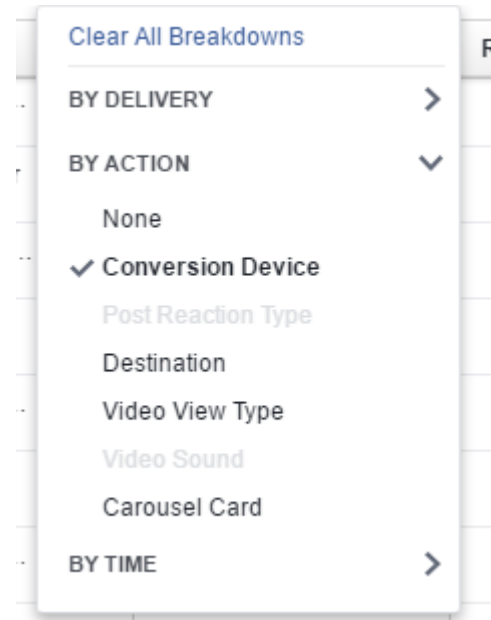 Clear All Breakdowns
BY DELIVERY
BY ACTION
None
Conversion Device
Post Reaction Type
Destination
Video View Type
Video Sound
Carousel Card
BY TIME